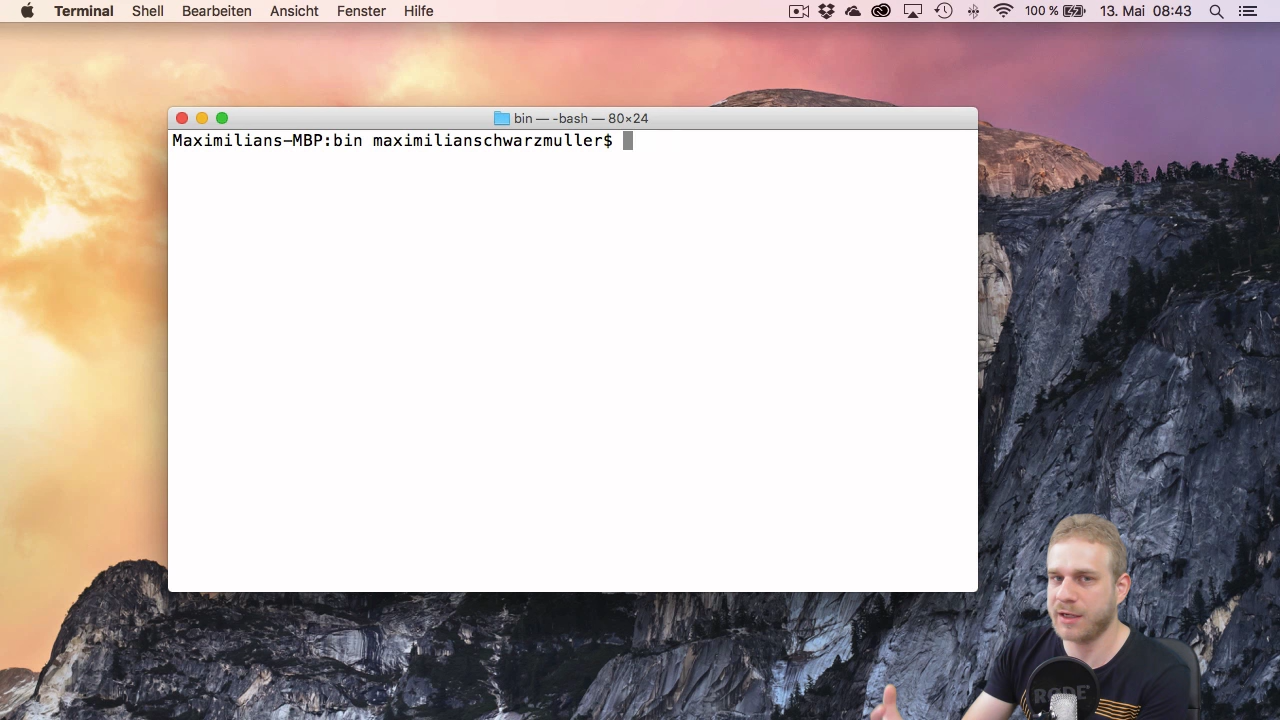 Terminal Shell Bearbeiten Ansicht Fenster Hilfe 100 % 13. Mai 08:43
bin — -bash — 80×24
Maximilians-MBP:bin maximilianschwarzmuller$
RODE